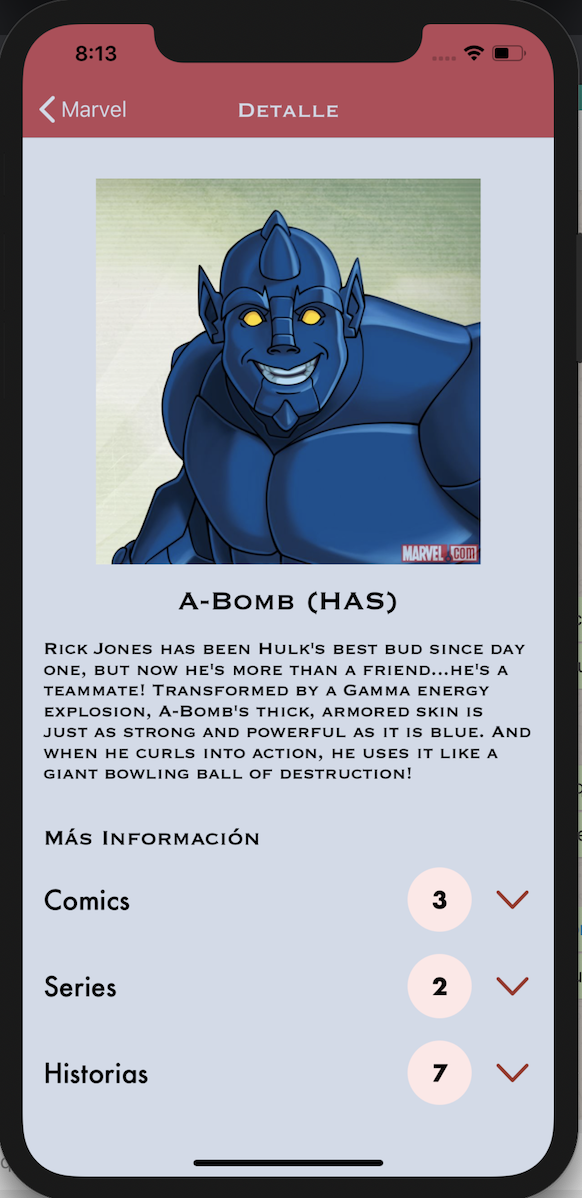 8:13
Marvel
Detalle
MARVEL.com
A-Bomb (HAS)
Rick Jones has been Hulk's best bud since day
one, but now he's more than a friend...he's a
teammate! Transformed by a Gamma energy
explosion, A-Bomb's thick, armored skin is
just as strong and powerful as it is blue. And
when he curls into action, he uses it like a
giant bowling ball of destruction!
Más Información
Comics 3
Series 2
Historias 7